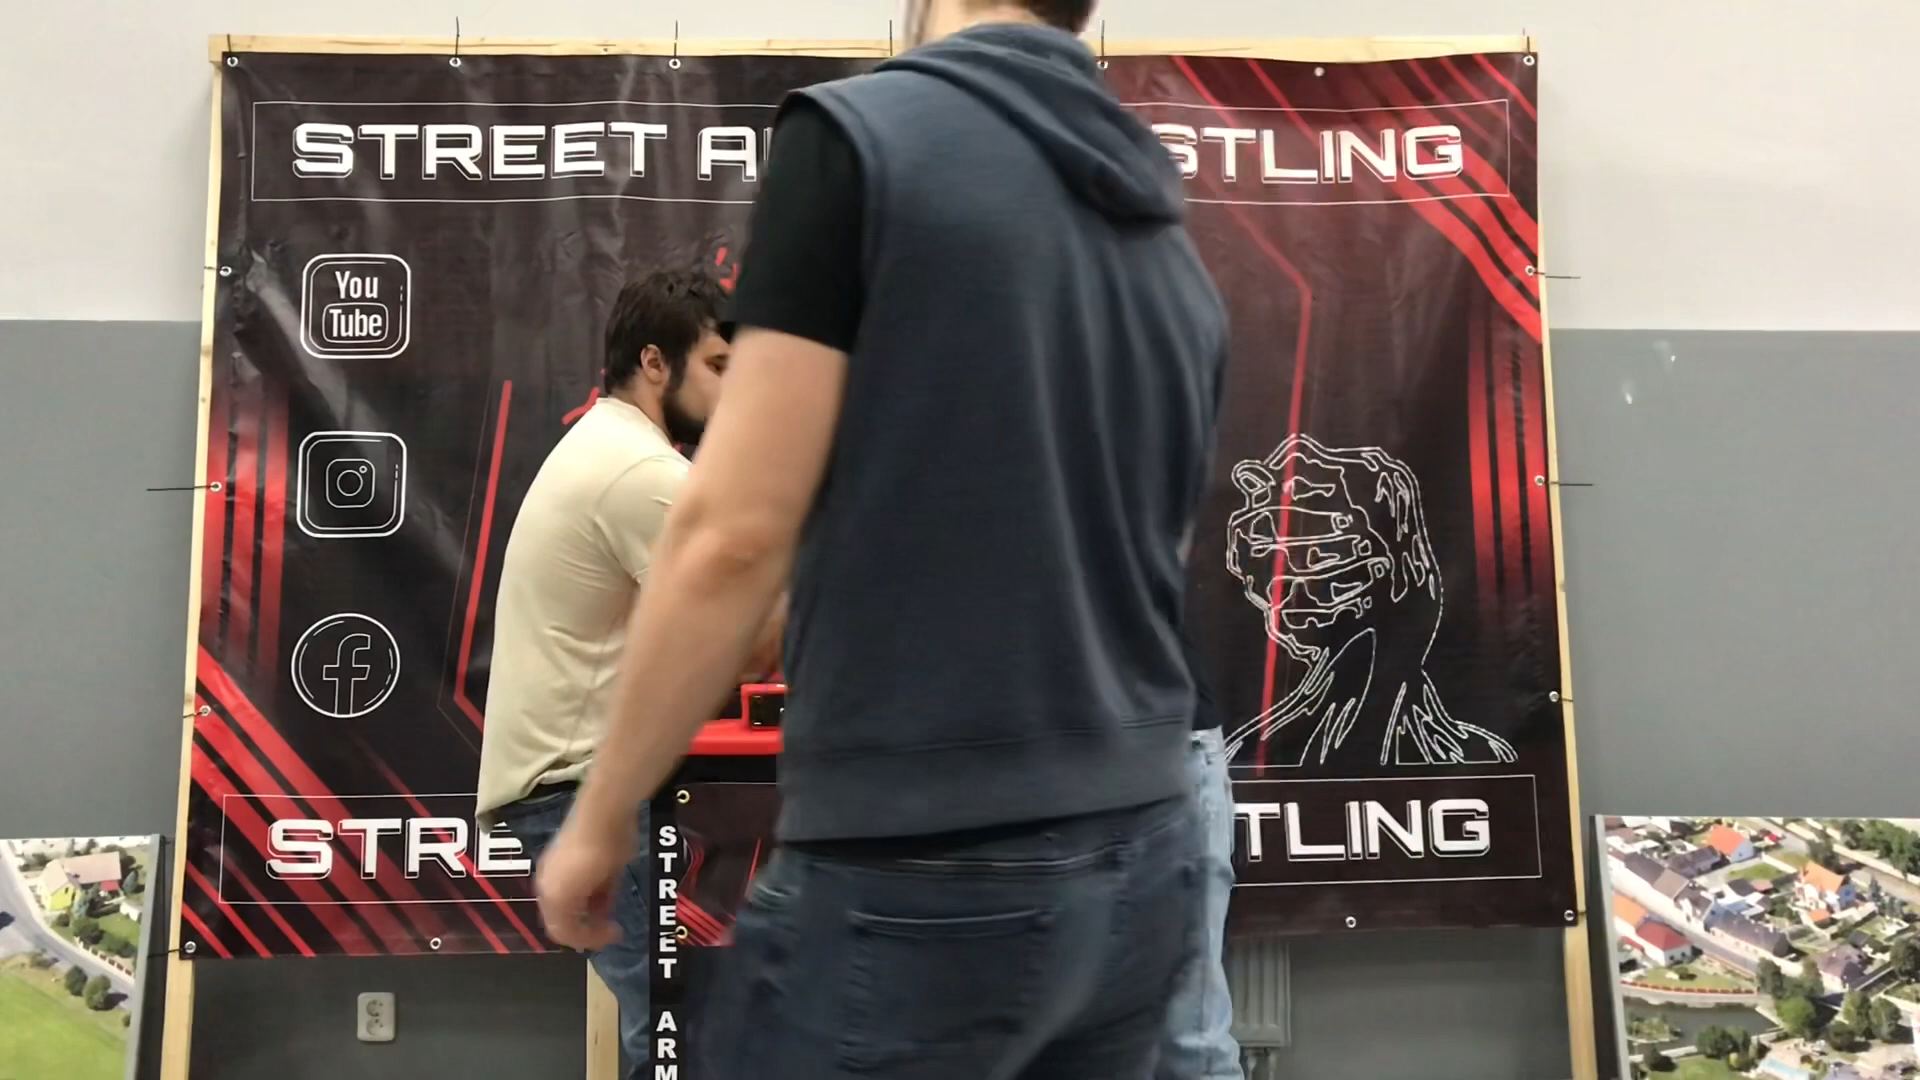 STREET A
STLING
You
Tube
STRE
TLING
STREET ARM